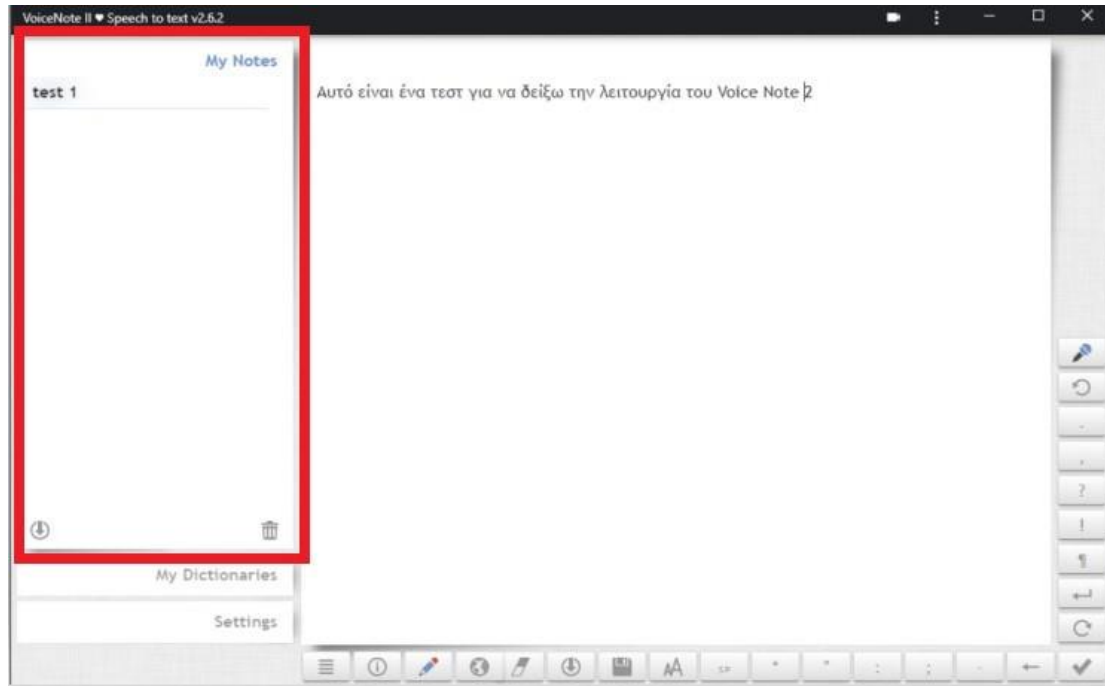 VoiceNote II ♥ Speech to text v2.6.2
My Notes
test 1
Αυτό είναι ένα τεστ για να δείξω την λειτουργία του Voice Note 2
My Dictionaries
Settings